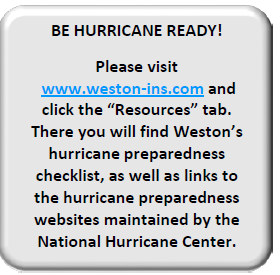 BE HURRICANE READY!
Please visit
www.weston-ins.com and
click the “Resources” tab.
There you will find Weston’s
hurricane preparedness
checklist, as well as links to
the hurricane preparedness
websites maintained by the
National Hurricane Center.